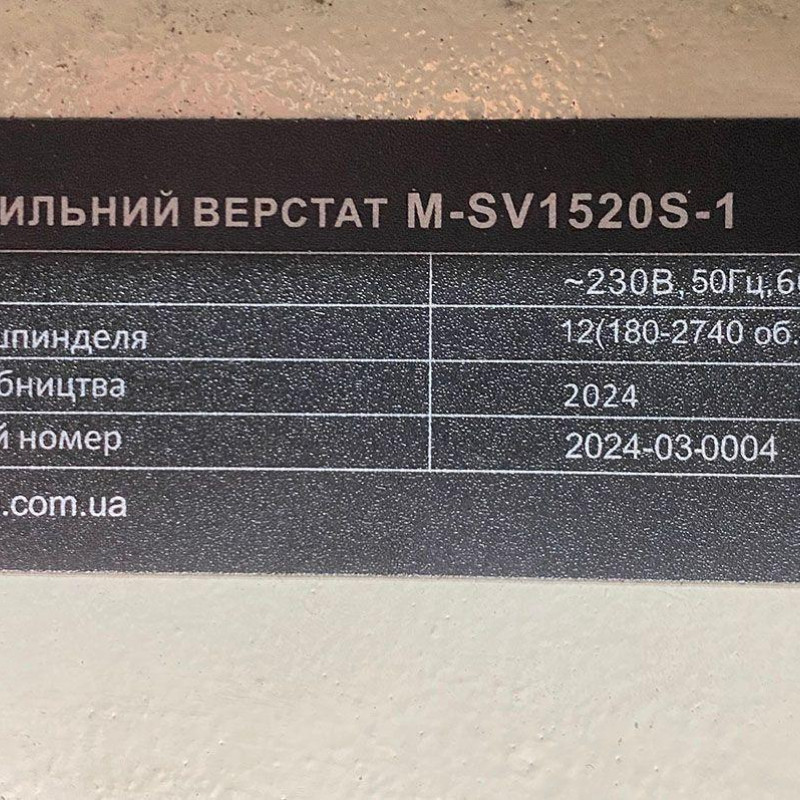 ИЛЬНИЙ ВЕРСТАТ M-SV1520S-1
~230В, 50Гц, 6
шпинделя 12(180-2740 об.
бництва 2024
й номер 2024-03-0004
.com.ua